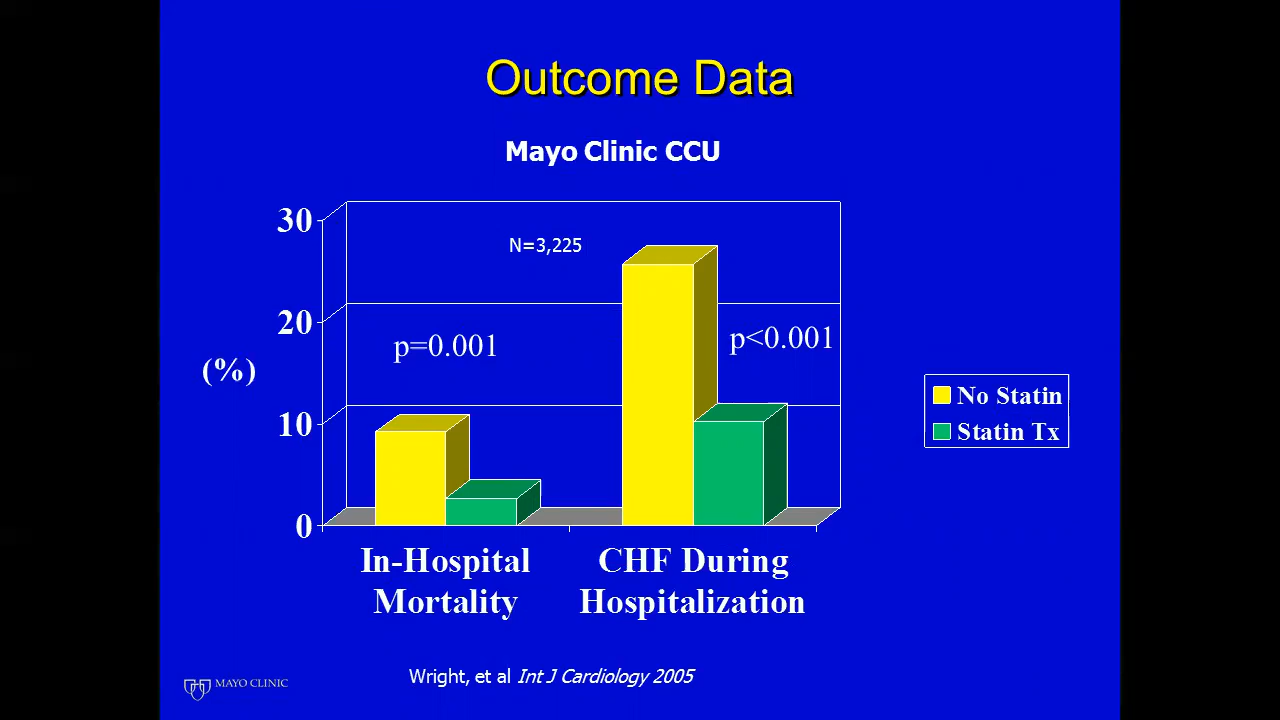 Outcome Data
Mayo Clinic CCU
30
N=3,225
20
p=0.001
p<0.001
(%)
No Statin
10
Statin Tx
0
In-Hospital
Mortality
CHF During
Hospitalization
Wright, et al Int J Cardiology 2005
MAYO CLINIC